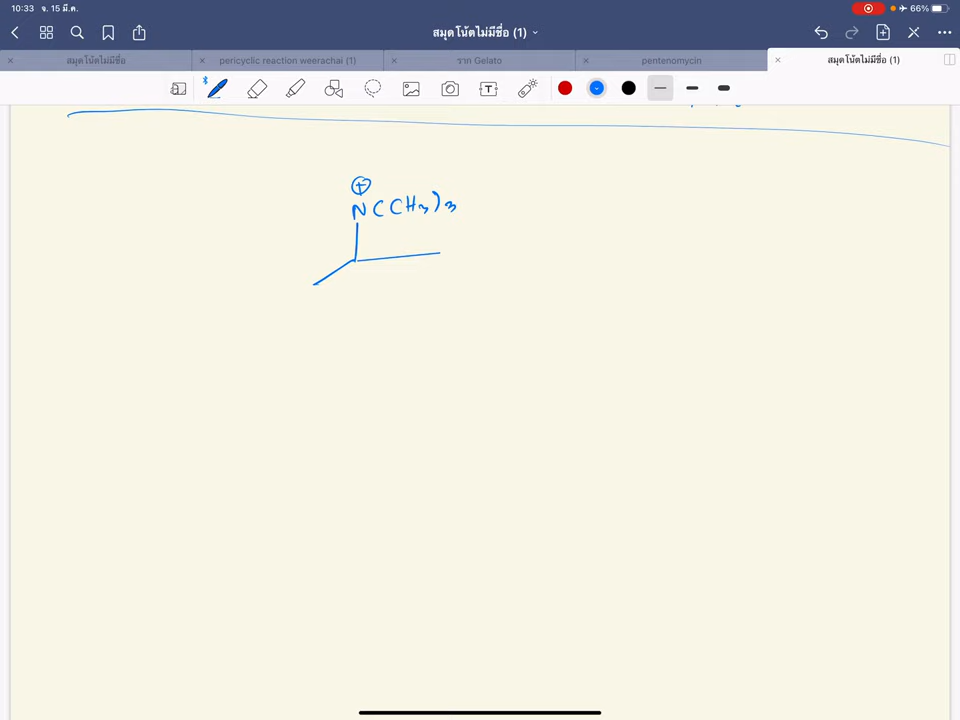 10:33 จ. 15 มี.ค. 66%
สมุดโน้ตไม่มีชื่อ (1)
สมุดโน้ตไม่มีชื่อ pericyclic reaction weerachai (1) ราก Gelato pentenomycin สมุดโน้ตไม่มีชื่อ (1)
T
+
N(CH3)3